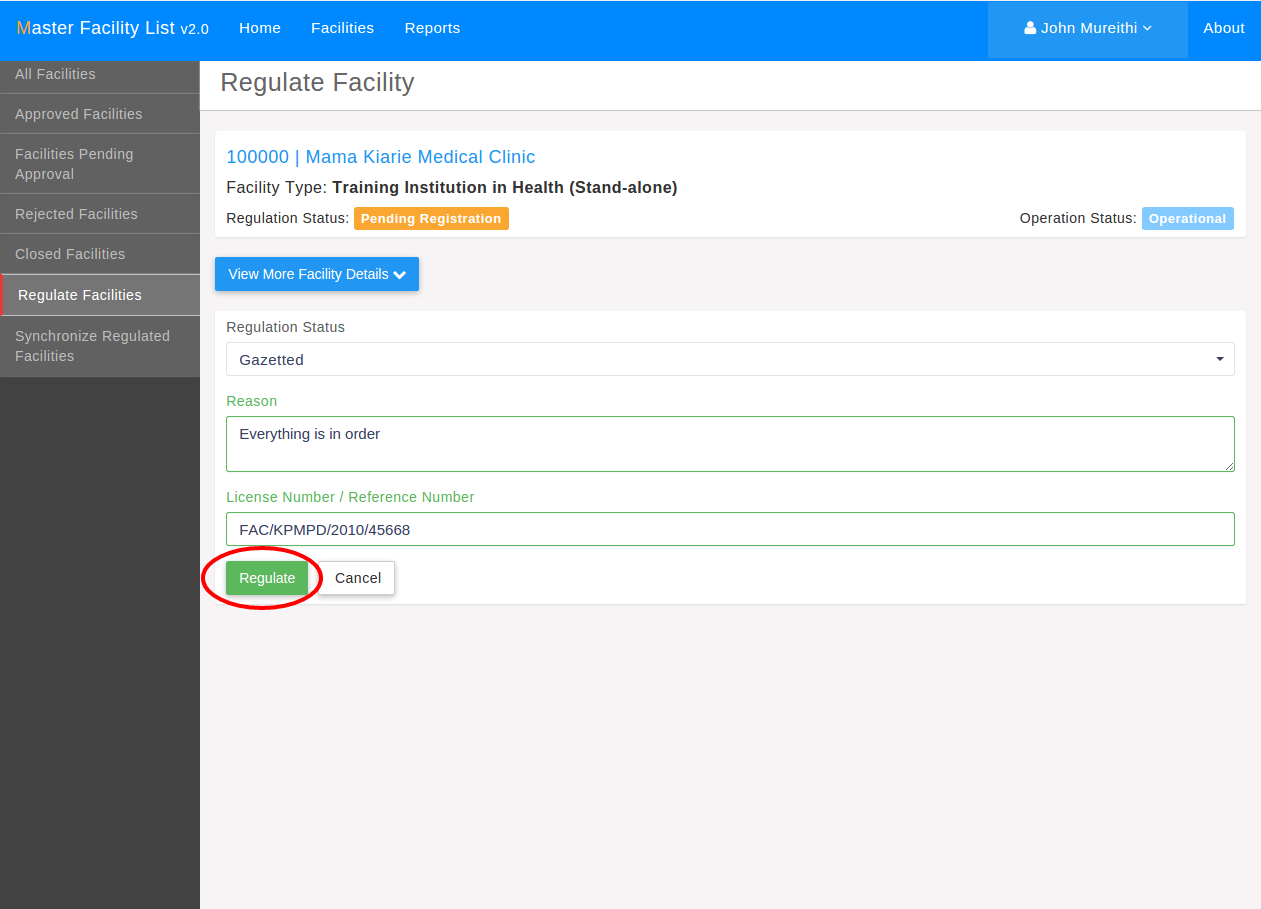 Master Facility List v2.0 Home Facilities Reports John Mureithi About
All Facilities
Approved Facilities
Facilities Pending
Approval
Rejected Facilities
Closed Facilities
Regulate Facilities
Synchronize Regulated
Facilities
Regulate Facility
100000 | Mama Kiarie Medical Clinic
Facility Type: Training Institution in Health (Stand-alone)
Regulation Status: Pending Registration Operation Status: Operational
View More Facility Details
Regulation Status
Gazetted
Reason
Everything is in order
License Number / Reference Number
FAC/KPMPD/2010/45668
Regulate Cancel